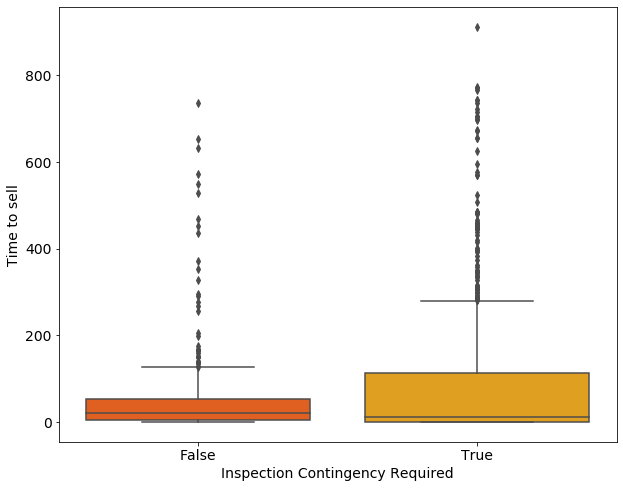 800
600
400
200
0
Time to sell
False
True
Inspection Contingency Required